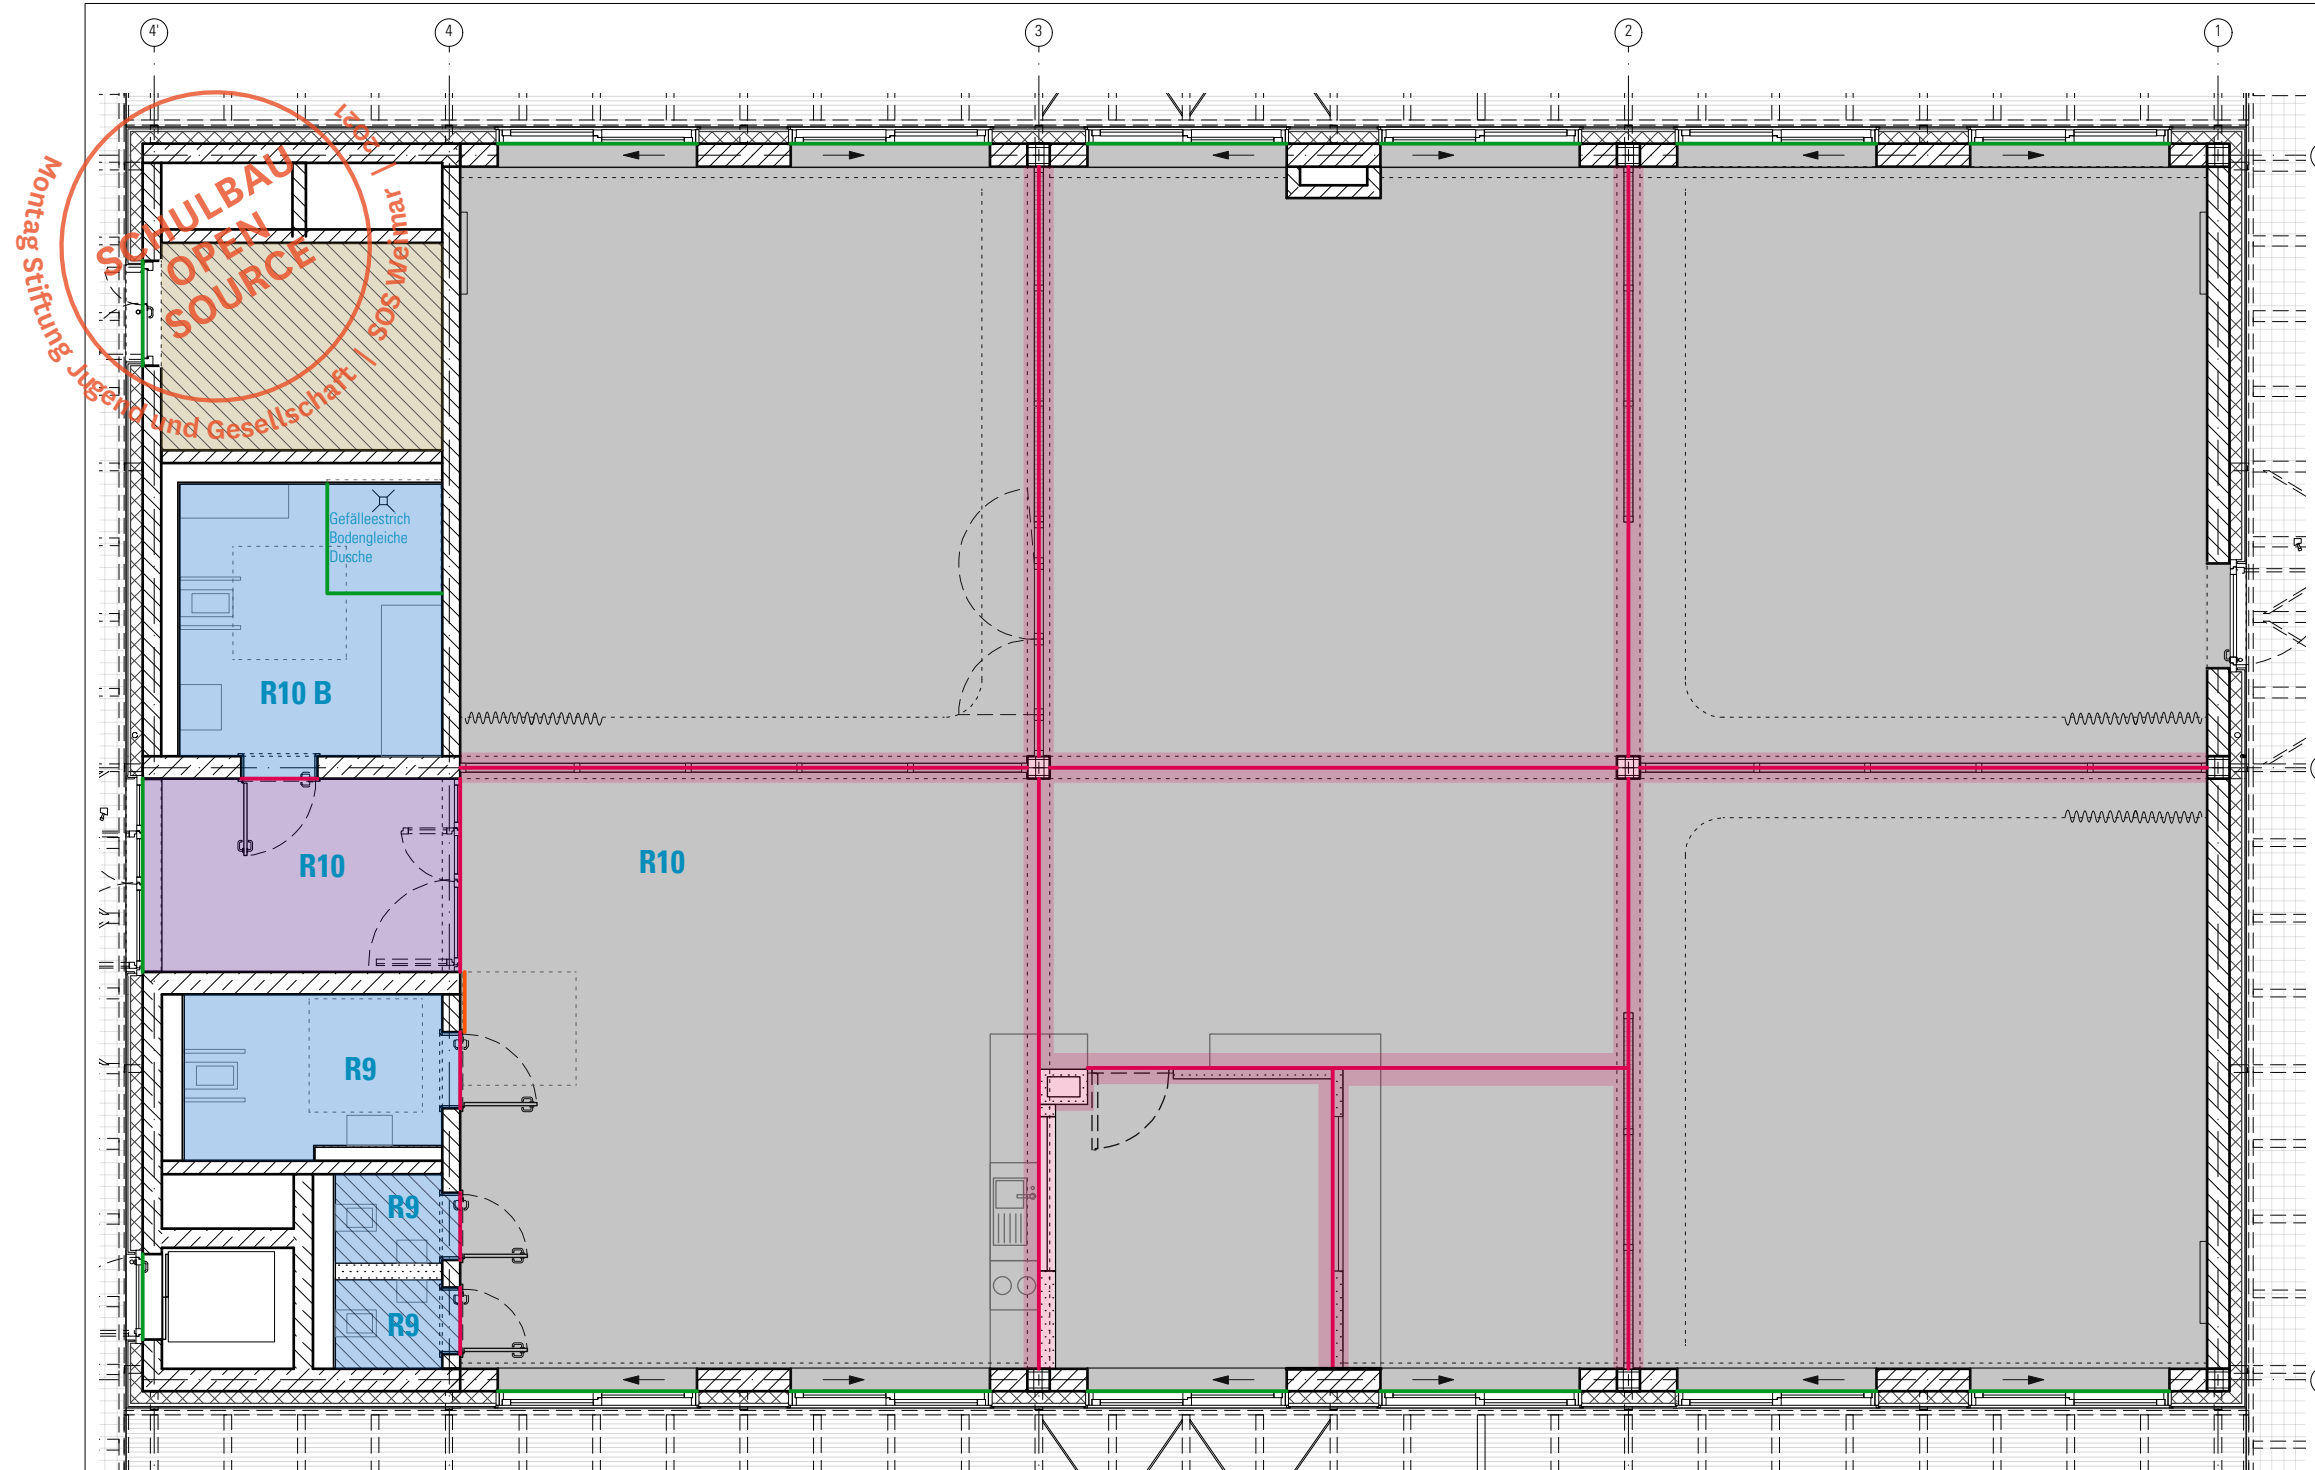 4'
4
3
2
1
SCHULBAU
OPEN
SOURCE
Montag Stiftung Jugend und Gesellschaft | SOS Weimar | 2021
Gefälleestrich
Bodengleiche
Dusche
R10 B
R10
R10
R9
R9
R9